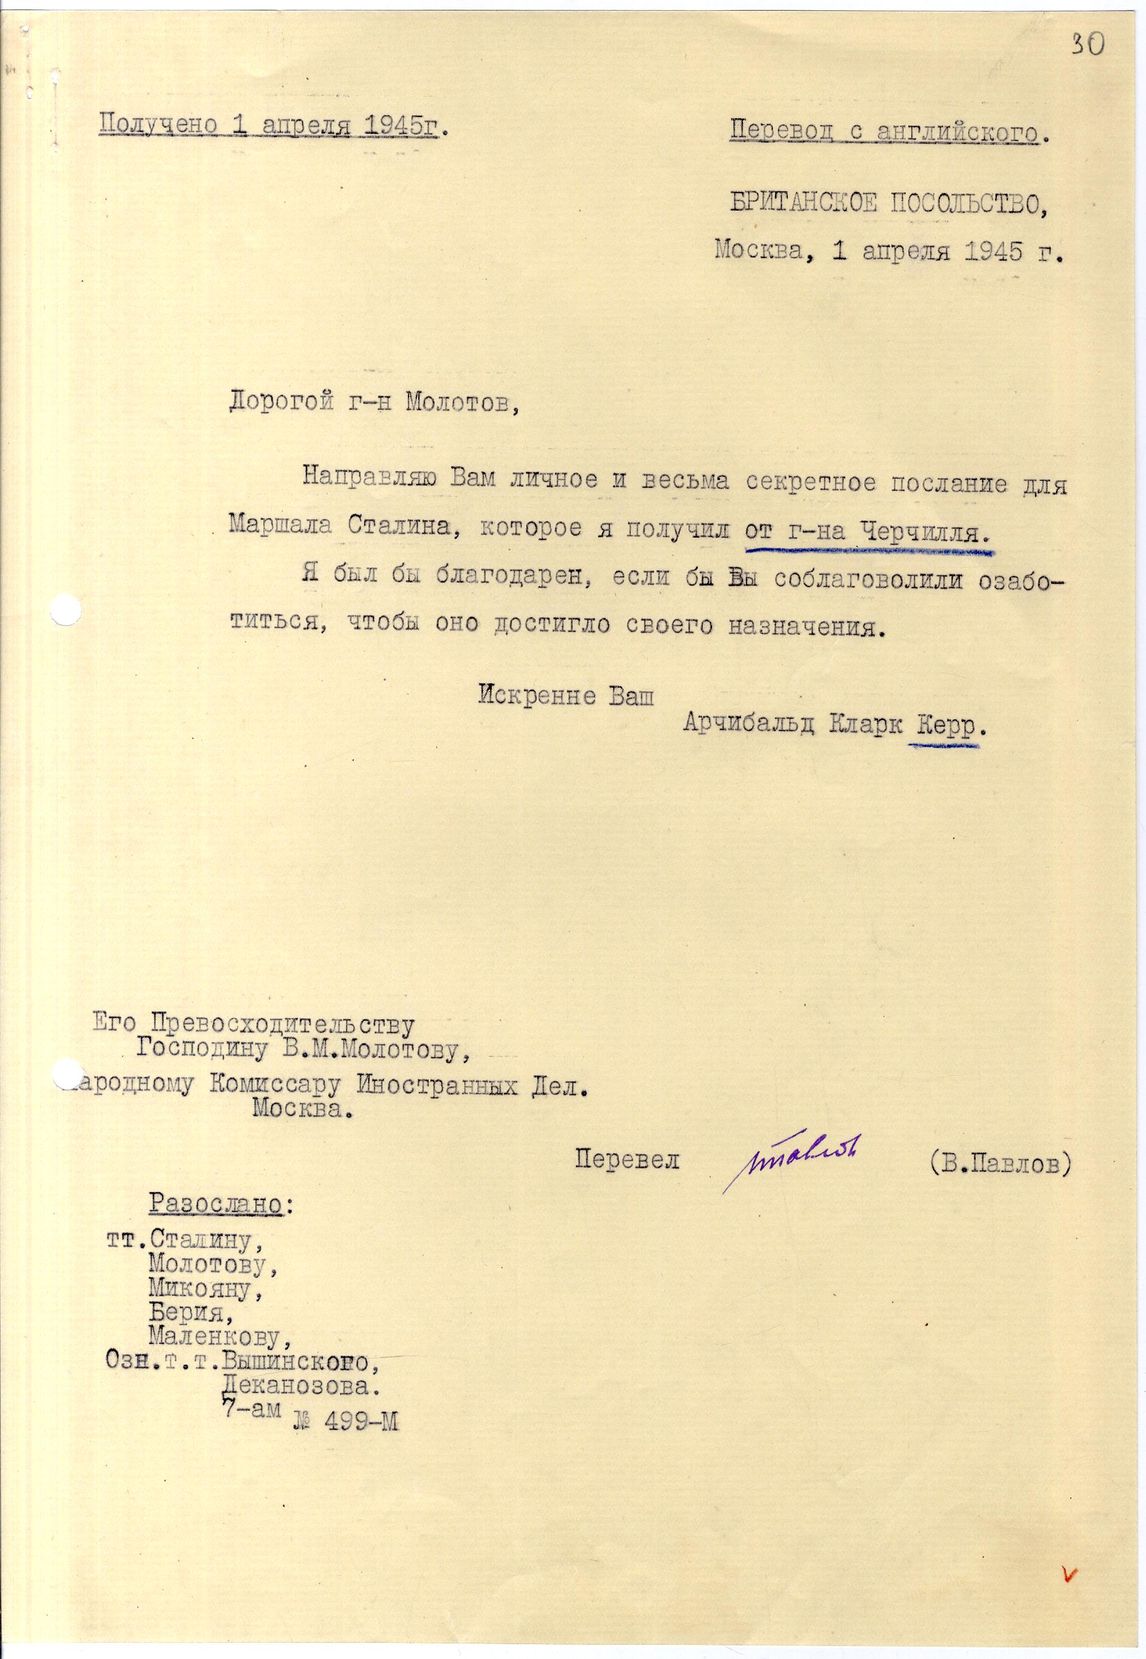 30
Получено 1 апреля 1945г.
Перевод с английского.
БРИТАНСКОЕ ПОСОЛЬСТВО,
Москва, 1 апреля 1945 г.
Дорогой г-н Молотов,
Направляю Вам личное и весьма секретное послание для
Маршала Сталина, которое я получил от г-на Черчилля.
Я был бы благодарен, если бы Вы соблаговолили озабо-
титься, чтобы оно достигло своего назначения.
Искренне Ваш
Арчибальд Кларк Керр.
Его Превосходительству
Господину В.М.Молотову,
Народному Комиссару Иностранных Дел.
Москва.
Перевел Павлов (В.Павлов)
Разослано:
тт.Сталину,
Молотову,
Микояну,
Берия,
Маленкову,
Озн.т.т.Вышинского,
Деканозова.
7-ам № 499-М